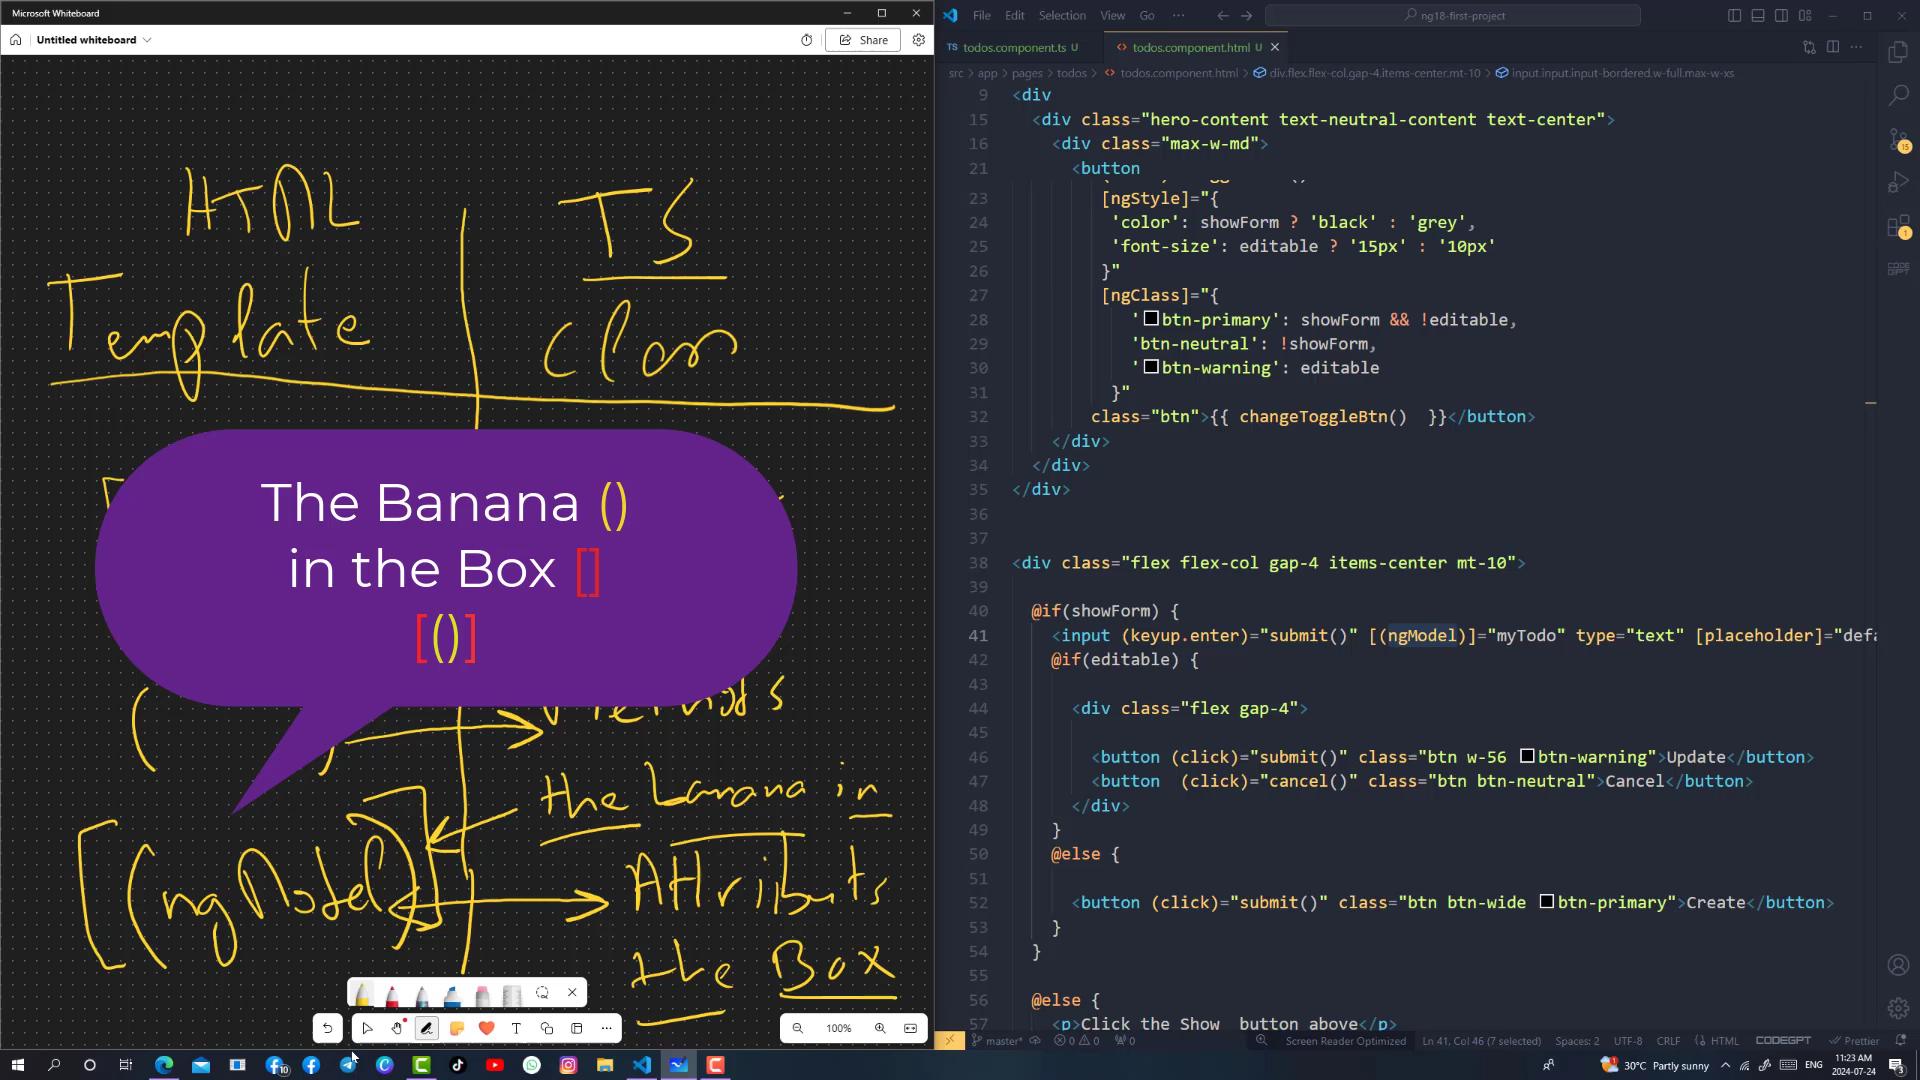 Microsoft Whiteboard
Untitled whiteboard
Share
HTML
TS
Template
Class
The Banana ()
in the Box []
[()]
the banana in
[(ngModel)]
Attributs
the Box
100%
File Edit Selection View Go ···
ng18-first-project
TS todos.component.ts U
<> todos.component.html U
src > app > pages > todos > <> todos.component.html > div.flex.flex-col.gap-4.items-center.mt-10 > input.input.input-bordered.w-full.max-w-xs
9 <div
15 <div class="hero-content text-neutral-content text-center">
16 <div class="max-w-md">
21 <button
23 [ngStyle]="{
24 'color': showForm ? 'black' : 'grey',
25 'font-size': editable ? '15px' : '10px'
26 }"
27 [ngClass]="{
28 'btn-primary': showForm && !editable,
29 'btn-neutral': !showForm,
30 'btn-warning': editable
31 }"
32 class="btn">{{ changeToggleBtn()  }}</button>
33 </div>
34 </div>
35 </div>
36
37
38 <div class="flex flex-col gap-4 items-center mt-10">
39
40 @if(showForm) {
41 <input (keyup.enter)="submit()" [(ngModel)]="myTodo" type="text" [placeholder]="defa
42 @if(editable) {
43
44 <div class="flex gap-4">
45
46 <button (click)="submit()" class="btn w-56 btn-warning">Update</button>
47 <button  (click)="cancel()" class="btn btn-neutral">Cancel</button>
48 </div>
49 }
50 @else {
51
52 <button (click)="submit()" class="btn btn-wide btn-primary">Create</button>
53 }
54 }
55
56 @else {
57 <p>Click the Show  button above</p>
master* 0 0 0 Screen Reader Optimized Ln 41, Col 46 (7 selected) Spaces: 2 UTF-8 CRLF HTML CODEGPT Prettier
30°C Partly sunny ENG
11:23 AM
2024-07-24